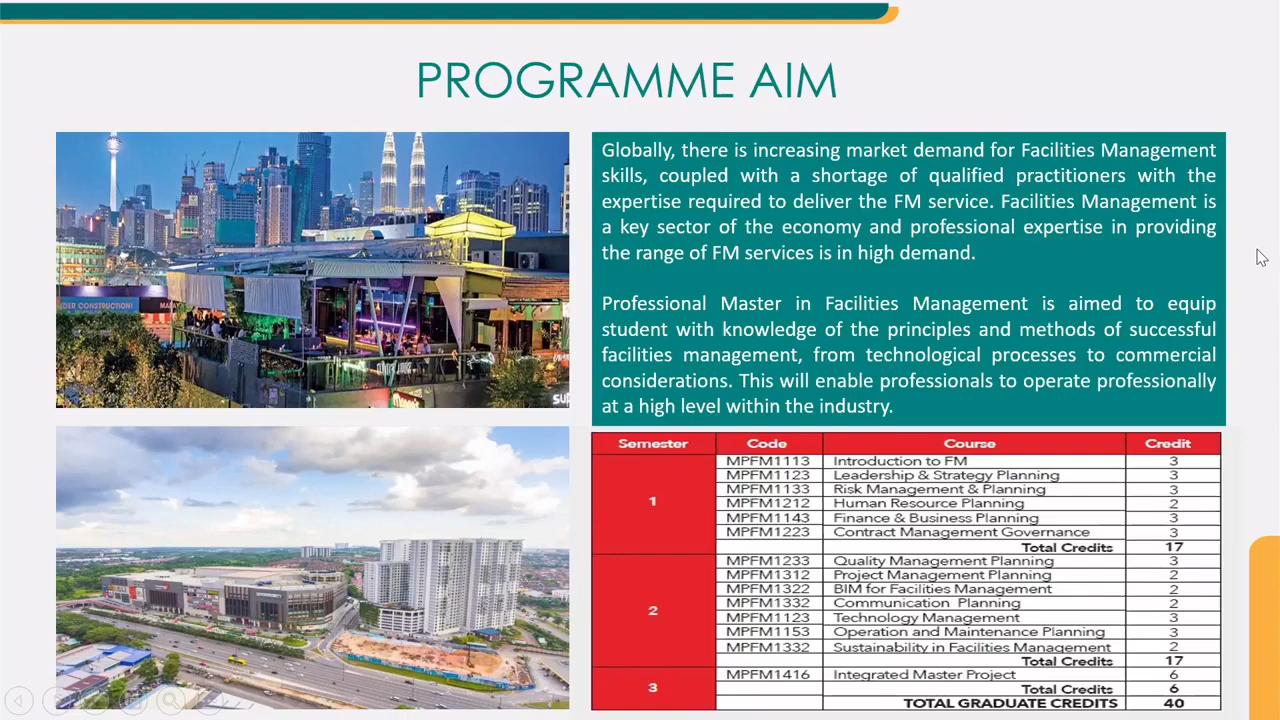 PROGRAMME AIM
Globally, there is increasing market demand for Facilities Management
skills, coupled with a shortage of qualified practitioners with the
expertise required to deliver the FM service. Facilities Management is
a key sector of the economy and professional expertise in providing
the range of FM services is in high demand.
Professional Master in Facilities Management is aimed to equip
student with knowledge of the principles and methods of successful
facilities management, from technological processes to commercial
considerations. This will enable professionals to operate professionally
at a high level within the industry.
DER CONSTRUCTION!
Semester Code Course Credit
1
MPFM1113 Introduction to FM 3
MPFM1123 Leadership & Strategy Planning 3
MPFM1133 Risk Management & Planning 3
MPFM1212 Human Resource Planning 2
MPFM1143 Finance & Business Planning 3
MPFM1223 Contract Management Governance 3
Total Credits 17
2
MPFM1233 Quality Management Planning 3
MPFM1312 Project Management Planning 2
MPFM1322 BIM for Facilities Management 2
MPFM1332 Communication Planning 2
MPFM1123 Technology Management 3
MPFM1153 Operation and Maintenance Planning 3
MPFM1332 Sustainability in Facilities Management 2
Total Credits 17
3
MPFM1416 Integrated Master Project 6
Total Credits 6
TOTAL GRADUATE CREDITS 40